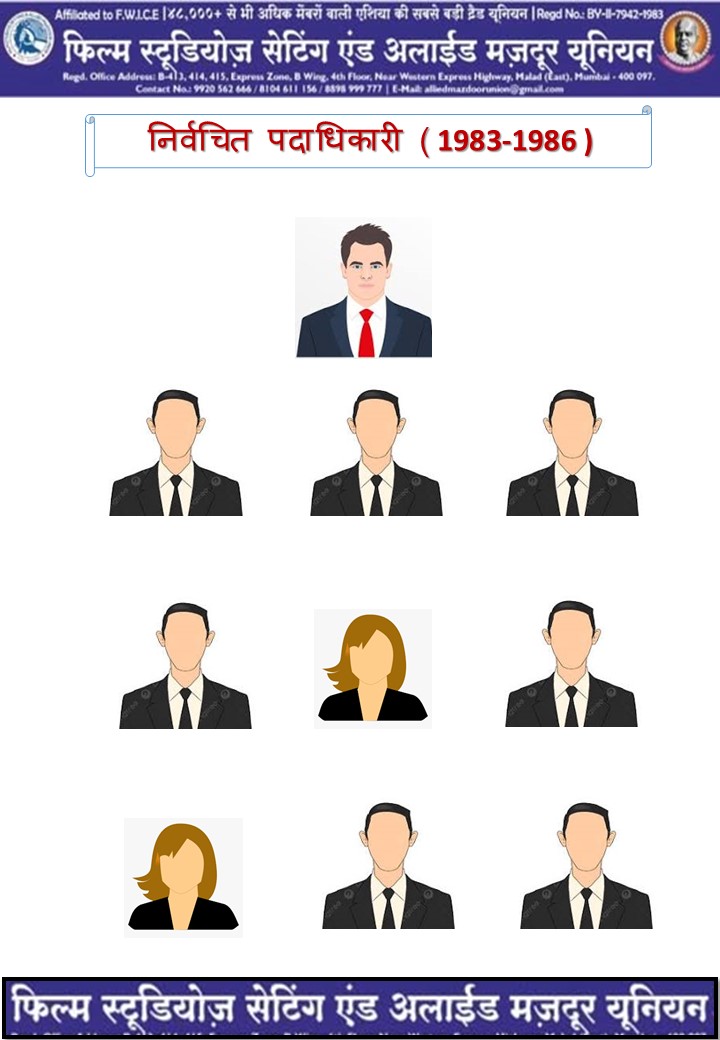 Affiliated to F.W.I.C.E |४८,०००+ से भी अधिक मेंबरों वाली एशिया की सबसे बड़ी ट्रेड यूनियन | Regd No.: BY-II-7942-1983
फिल्म स्टूडियोज़ सेटिंग एंड अलाईड मज़दूर यूनियन
Regd. Office Address: B-413, 414, 415, Express Zone, B Wing, 4th Floor, Near Western Express Highway, Malad (East), Mumbai - 400 097.
Contact No.: 9920 562 666 / 8104 611 156 / 8898 999 777 | E-Mail: alliedmazdoorunion@gmail.com
निर्वचित पदाधिकारी ( 1983-1986 )
फिल्म स्टूडियोज़ सेटिंग एंड अलाईड मज़दूर यूनियन